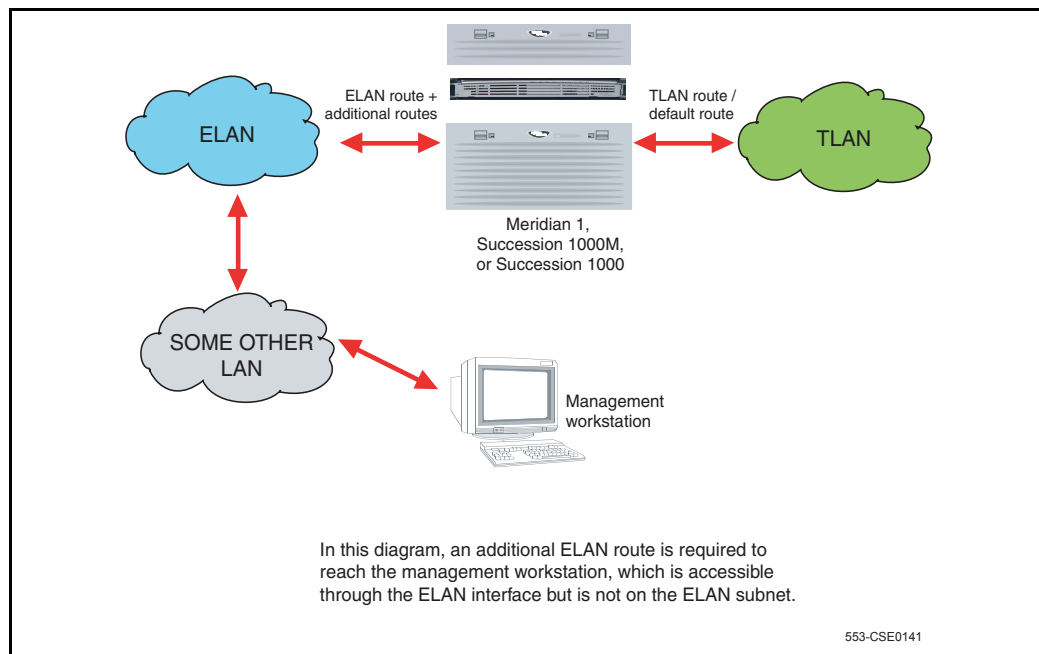 ELAN route +
additional routes
TLAN route /
default route
ELAN
TLAN
Meridian 1,
Succession 1000M,
or Succession 1000
SOME OTHER
LAN
Management
workstation
In this diagram, an additional ELAN route is required to
reach the management workstation, which is accessible
through the ELAN interface but is not on the ELAN subnet.
553-CSE0141